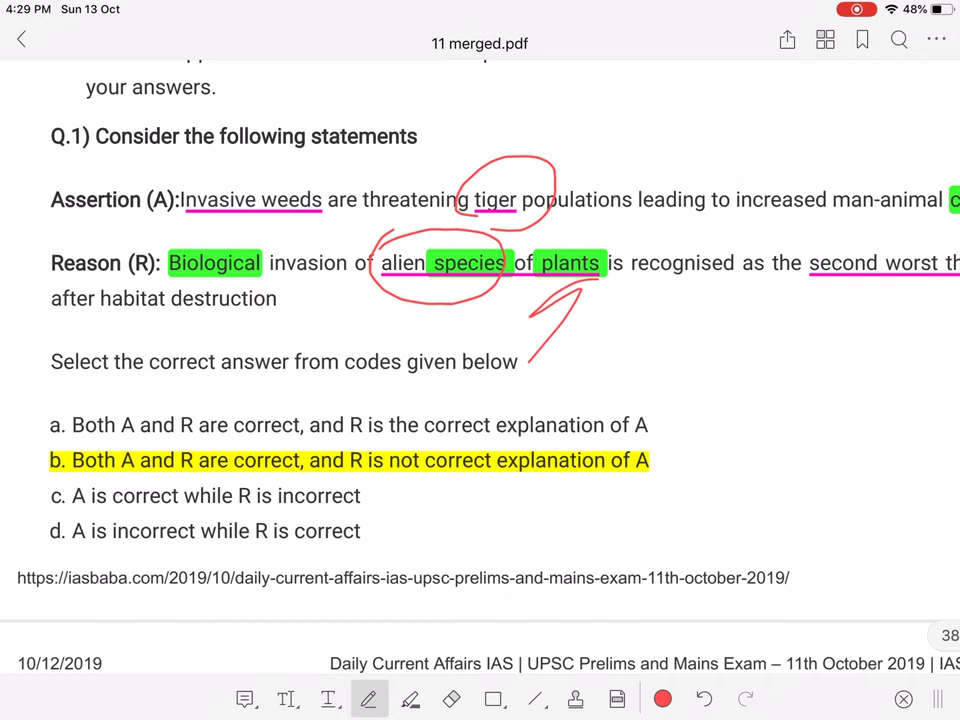 4:29 PM Sun 13 Oct 48%
11 merged.pdf
your answers.
Q.1) Consider the following statements
Assertion (A):Invasive weeds are threatening tiger populations leading to increased man-animal
Reason (R): Biological invasion of alien species of plants is recognised as the second worst
after habitat destruction
Select the correct answer from codes given below
a. Both A and R are correct, and R is the correct explanation of A
b. Both A and R are correct, and R is not correct explanation of A
c. A is correct while R is incorrect
d. A is incorrect while R is correct
https://iasbaba.com/2019/10/daily-current-affairs-ias-upsc-prelims-and-mains-exam-11th-october-2019/
38
10/12/2019 Daily Current Affairs IAS | UPSC Prelims and Mains Exam – 11th October 2019 | IAS